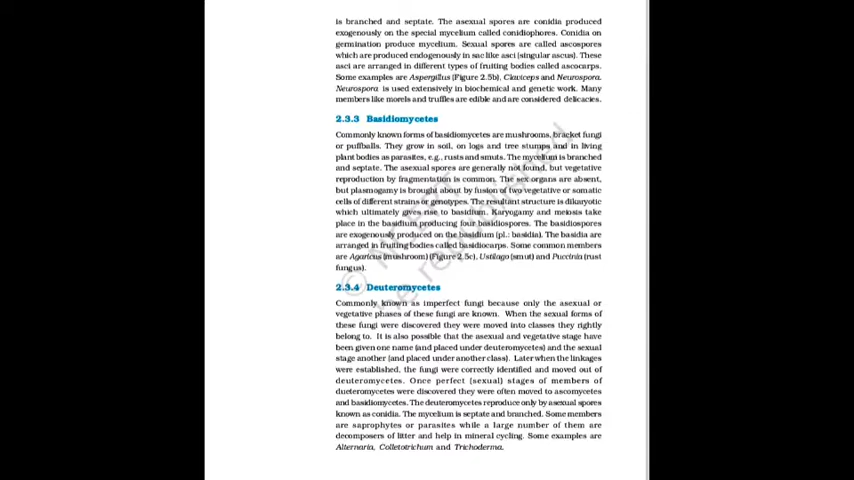 is branched and septate. The asexual spores are conidia produced
exogenously on the special mycelium called conidiophores. Conidia on
germination produce mycelium. Sexual spores are called ascospores
which are produced endogenously in sac like asci (singular ascus). These
asci are arranged in different types of fruiting bodies called ascocarps.
Some examples are Aspergillus (Figure 2.5b), Claviceps and Neurospora.
Neurospora is used extensively in biochemical and genetic work. Many
members like morels and truffles are edible and are considered delicacies.
2.3.3 Basidiomycetes
Commonly known forms of basidiomycetes are mushrooms, bracket fungi
or puffballs. They grow in soil, on logs and tree stumps and in living
plant bodies as parasites, e.g., rusts and smuts. The mycelium is branched
and septate. The asexual spores are generally not found, but vegetative
reproduction by fragmentation is common. The sex organs are absent,
but plasmogamy is brought about by fusion of two vegetative or somatic
cells of different strains or genotypes. The resultant structure is dikaryotic
which ultimately gives rise to basidium. Karyogamy and meiosis take
place in the basidium producing four basidiospores. The basidiospores
are exogenously produced on the basidium (pl.: basidia). The basidia are
arranged in fruiting bodies called basidiocarps. Some common members
are Agaricus (mushroom) (Figure 2.5c), Ustilago (smut) and Puccinia (rust
fungus).
2.3.4 Deuteromycetes
Commonly known as imperfect fungi because only the asexual or
vegetative phases of these fungi are known. When the sexual forms of
these fungi were discovered they were moved into classes they rightly
belong to. It is also possible that the asexual and vegetative stage have
been given one name (and placed under deuteromycetes) and the sexual
stage another (and placed under another class). Later when the linkages
were established, the fungi were correctly identified and moved out of
deuteromycetes. Once perfect (sexual) stages of members of
dueteromycetes were discovered they were often moved to ascomycetes
and basidiomycetes. The deuteromycetes reproduce only by asexual spores
known as conidia. The mycelium is septate and branched. Some members
are saprophytes or parasites while a large number of them are
decomposers of litter and help in mineral cycling. Some examples are
Alternaria, Colletotrichum and Trichoderma.
© NCERT
be republished